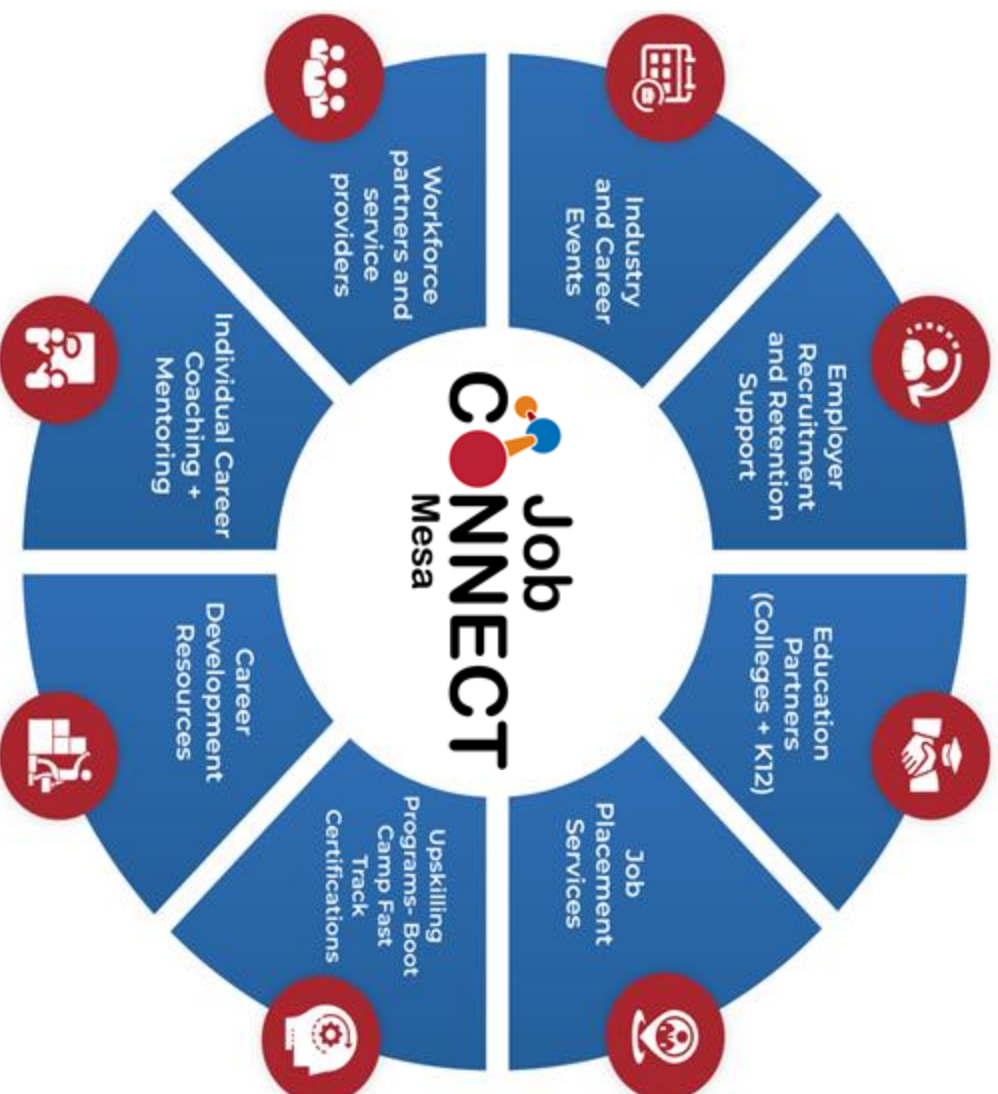 Employer
Recruitment
and Retention
Support
Education
Partners
(Colleges + K12)
Industry
and Career
Events
Job
Placement
Services
Job
CONNECT
Mesa
Workforce
partners and
service
providers
Upskilling
Programs- Boot
Camp Fast
Track
Certifications
Individual Career
Coaching +
Mentoring
Career
Development
Resources